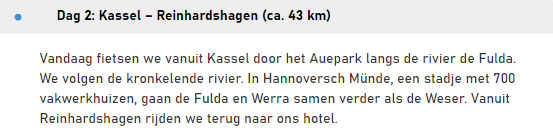 Dag 2: Kassel – Reinhardshagen (ca. 43 km)
Vandaag fietsen we vanuit Kassel door het Auepark langs de rivier de Fulda.
We volgen de kronkelende rivier. In Hannoversch Münde, een stadje met 700
vakwerkhuizen, gaan de Fulda en Werra samen verder als de Weser. Vanuit
Reinhardshagen rijden we terug naar ons hotel.